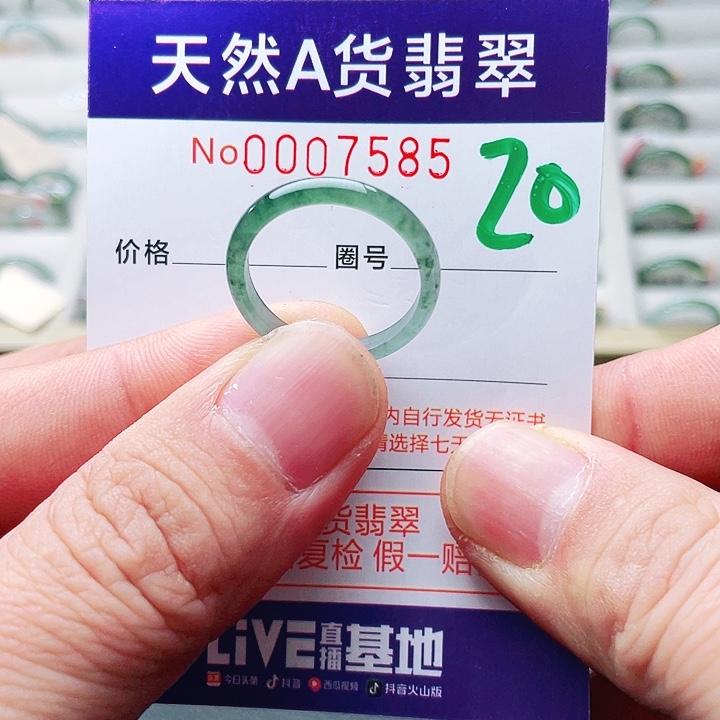 天然A货翡翠
No0007585 20
价格 圈号
内自行发货无证书
请选择七天
货翡翠
复检 假一赔
LiVE直播基地
今日头条 抖音 西瓜视频 抖音火山版